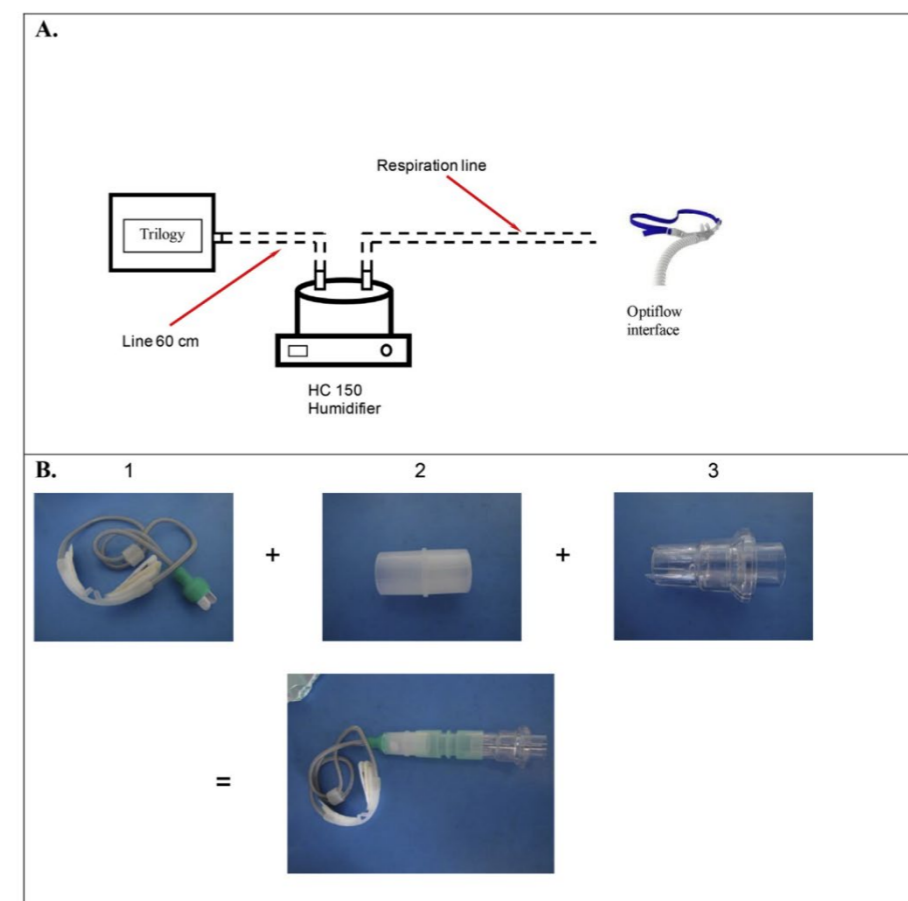 A.
Respiration line
Trilogy
Line 60 cm
Optiflow
interface
HC 150
Humidifier
B. 1 2 3
+ +
=